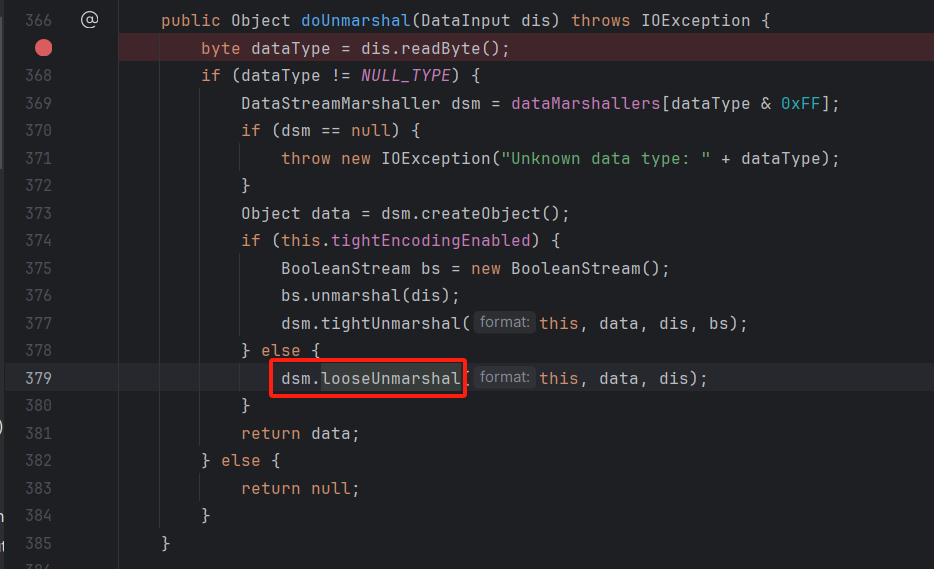 366 @ public Object doUnmarshal(DataInput dis) throws IOException {
byte dataType = dis.readByte();
368 if (dataType != NULL_TYPE) {
369 DataStreamMarshaller dsm = dataMarshallers[dataType & 0xFF];
370 if (dsm == null) {
371 throw new IOException("Unknown data type: " + dataType);
372 }
373 Object data = dsm.createObject();
374 if (this.tightEncodingEnabled) {
375 BooleanStream bs = new BooleanStream();
376 bs.unmarshal(dis);
377 dsm.tightUnmarshal( format: this, data, dis, bs);
378 } else {
379 dsm.looseUnmarshal( format: this, data, dis);
380 }
381 return data;
382 } else {
383 return null;
384 }
385 }